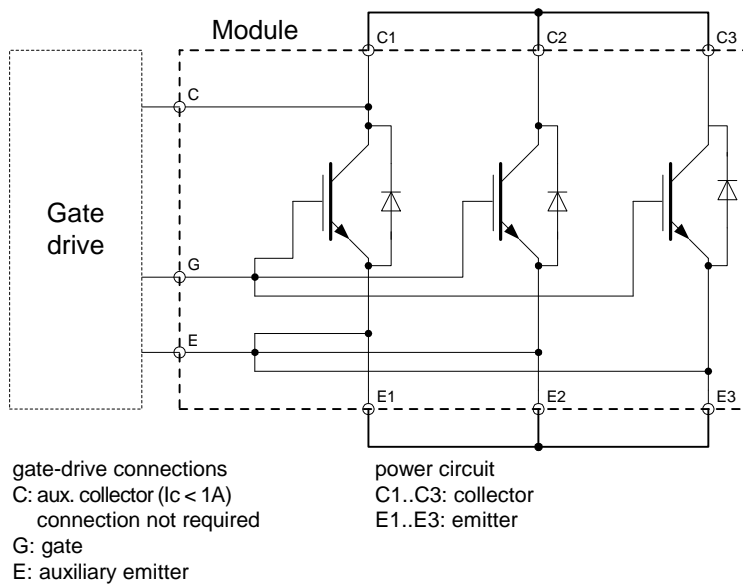 Module
C1
C2
C3
C
Gate
drive
G
E
E1
E2
E3
gate-drive connections
C: aux. collector (Ic < 1A)
connection not required
G: gate
E: auxiliary emitter
power circuit
C1..C3: collector
E1..E3: emitter